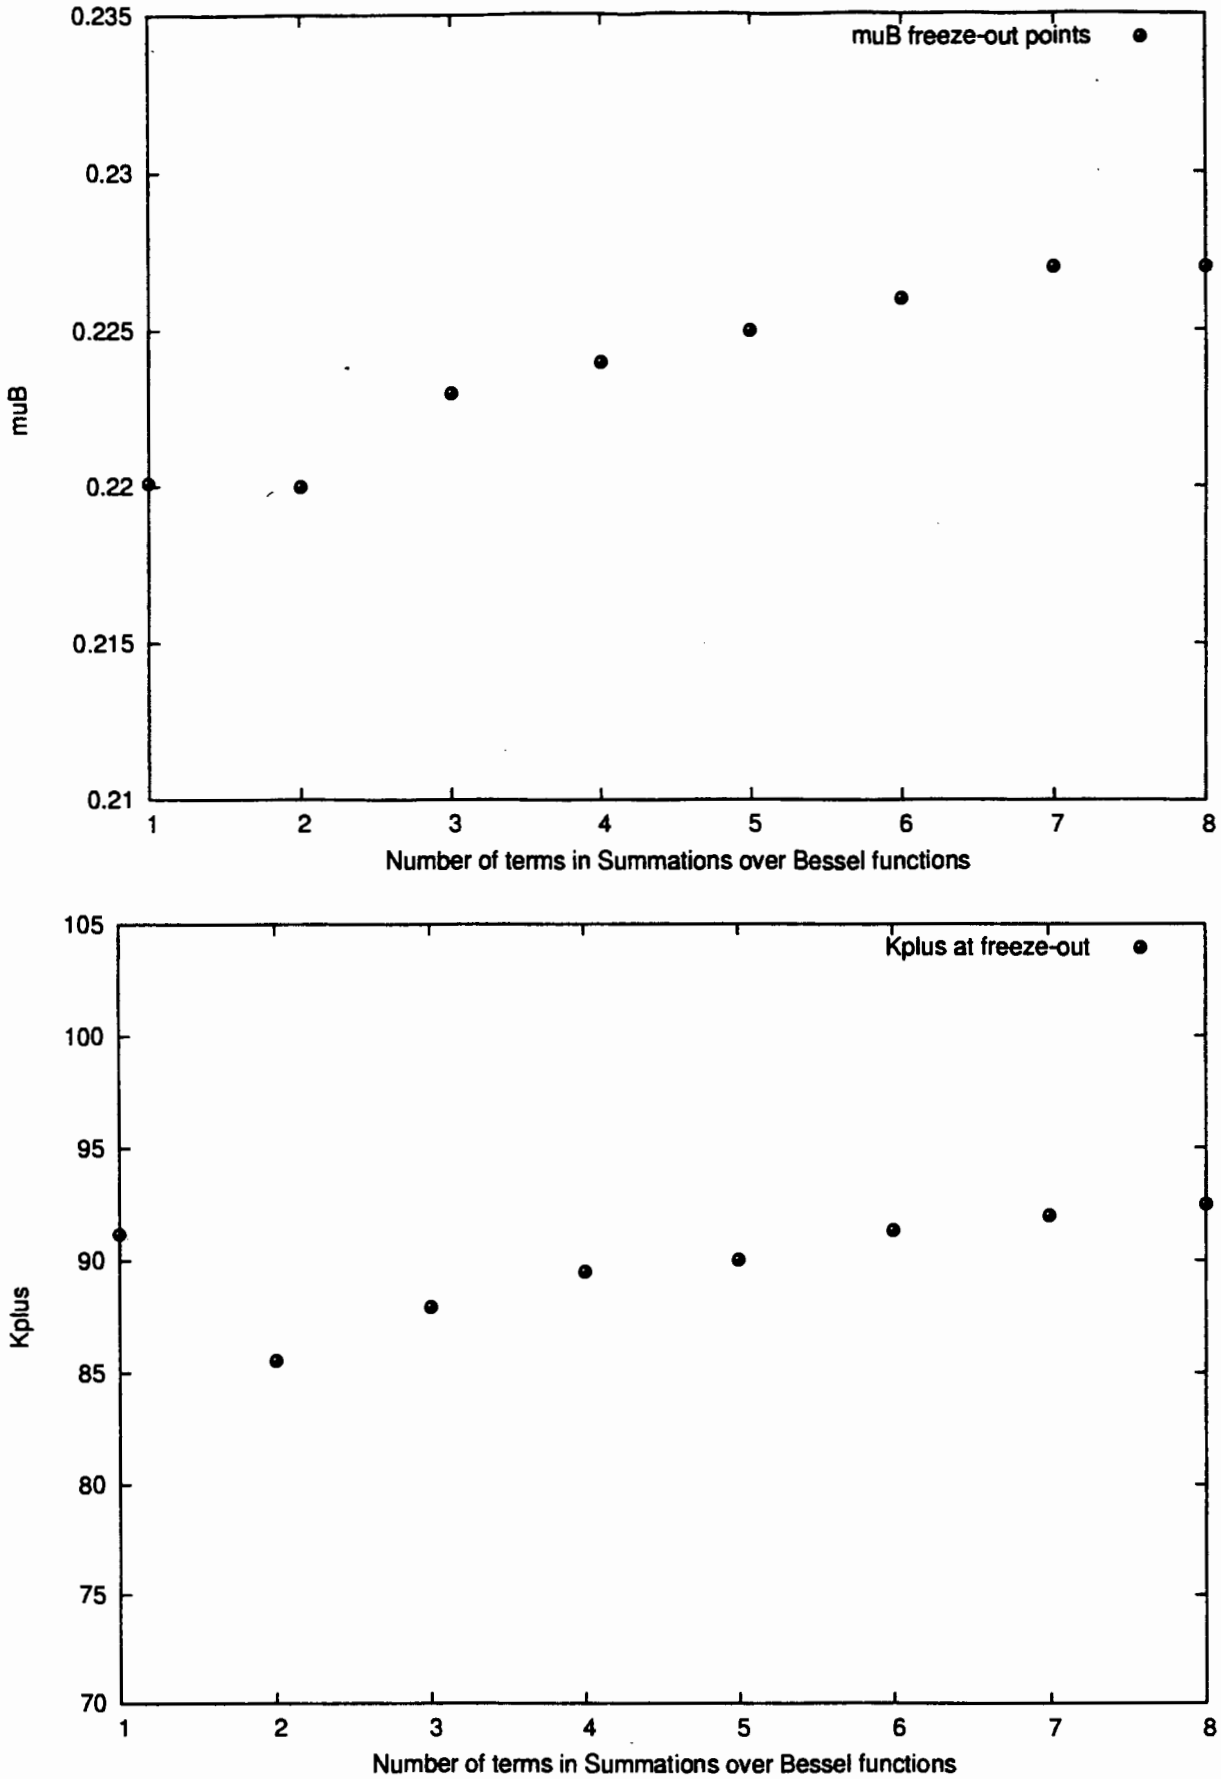 0.235
muB freeze-out points
0.23
0.225
muB
0.22
0.215
0.21
1 2 3 4 5 6 7 8
Number of terms in Summations over Bessel functions
105
Kplus at freeze-out
100
95
90
Kplus
85
80
75
70
1 2 3 4 5 6 7 8
Number of terms in Summations over Bessel functions